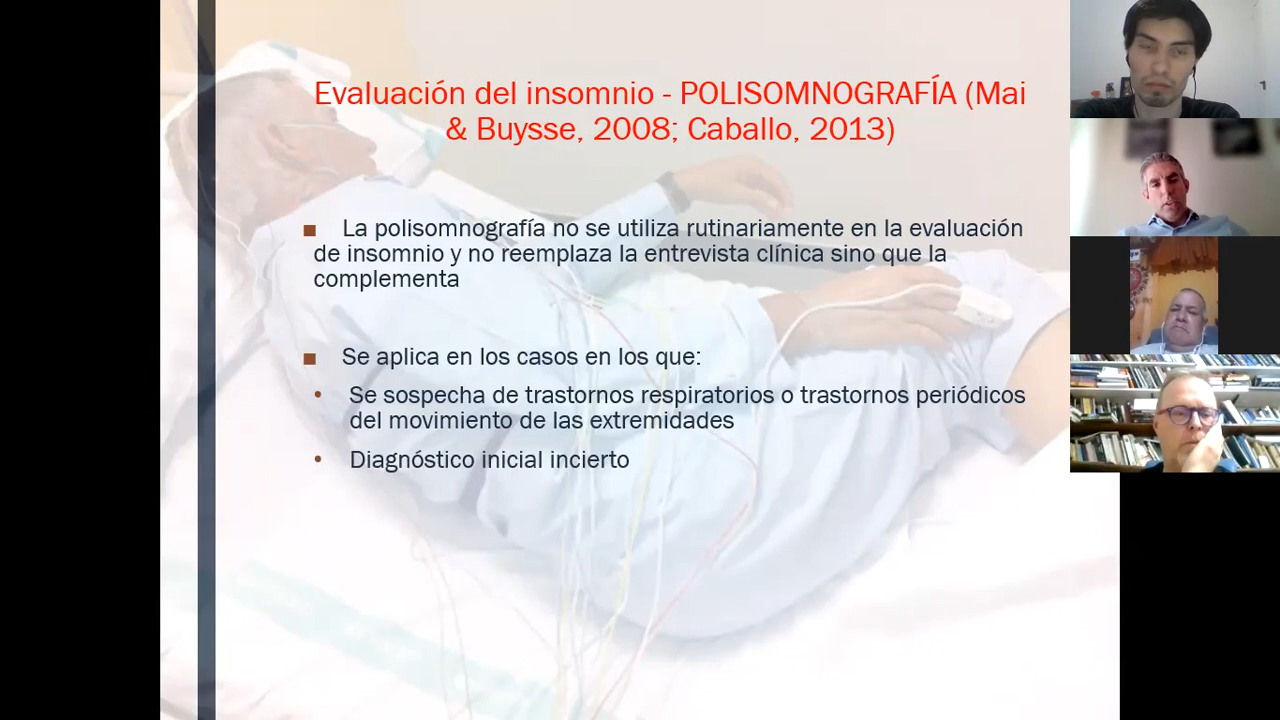 Evaluación del insomnio - POLISOMNOGRAFÍA (Mai
& Buysse, 2008; Caballo, 2013)
■ La polisomnografía no se utiliza rutinariamente en la evaluación
de insomnio y no reemplaza la entrevista clínica sino que la
complementa
■ Se aplica en los casos en los que:
• Se sospecha de trastornos respiratorios o trastornos periódicos
del movimiento de las extremidades
• Diagnóstico inicial incierto